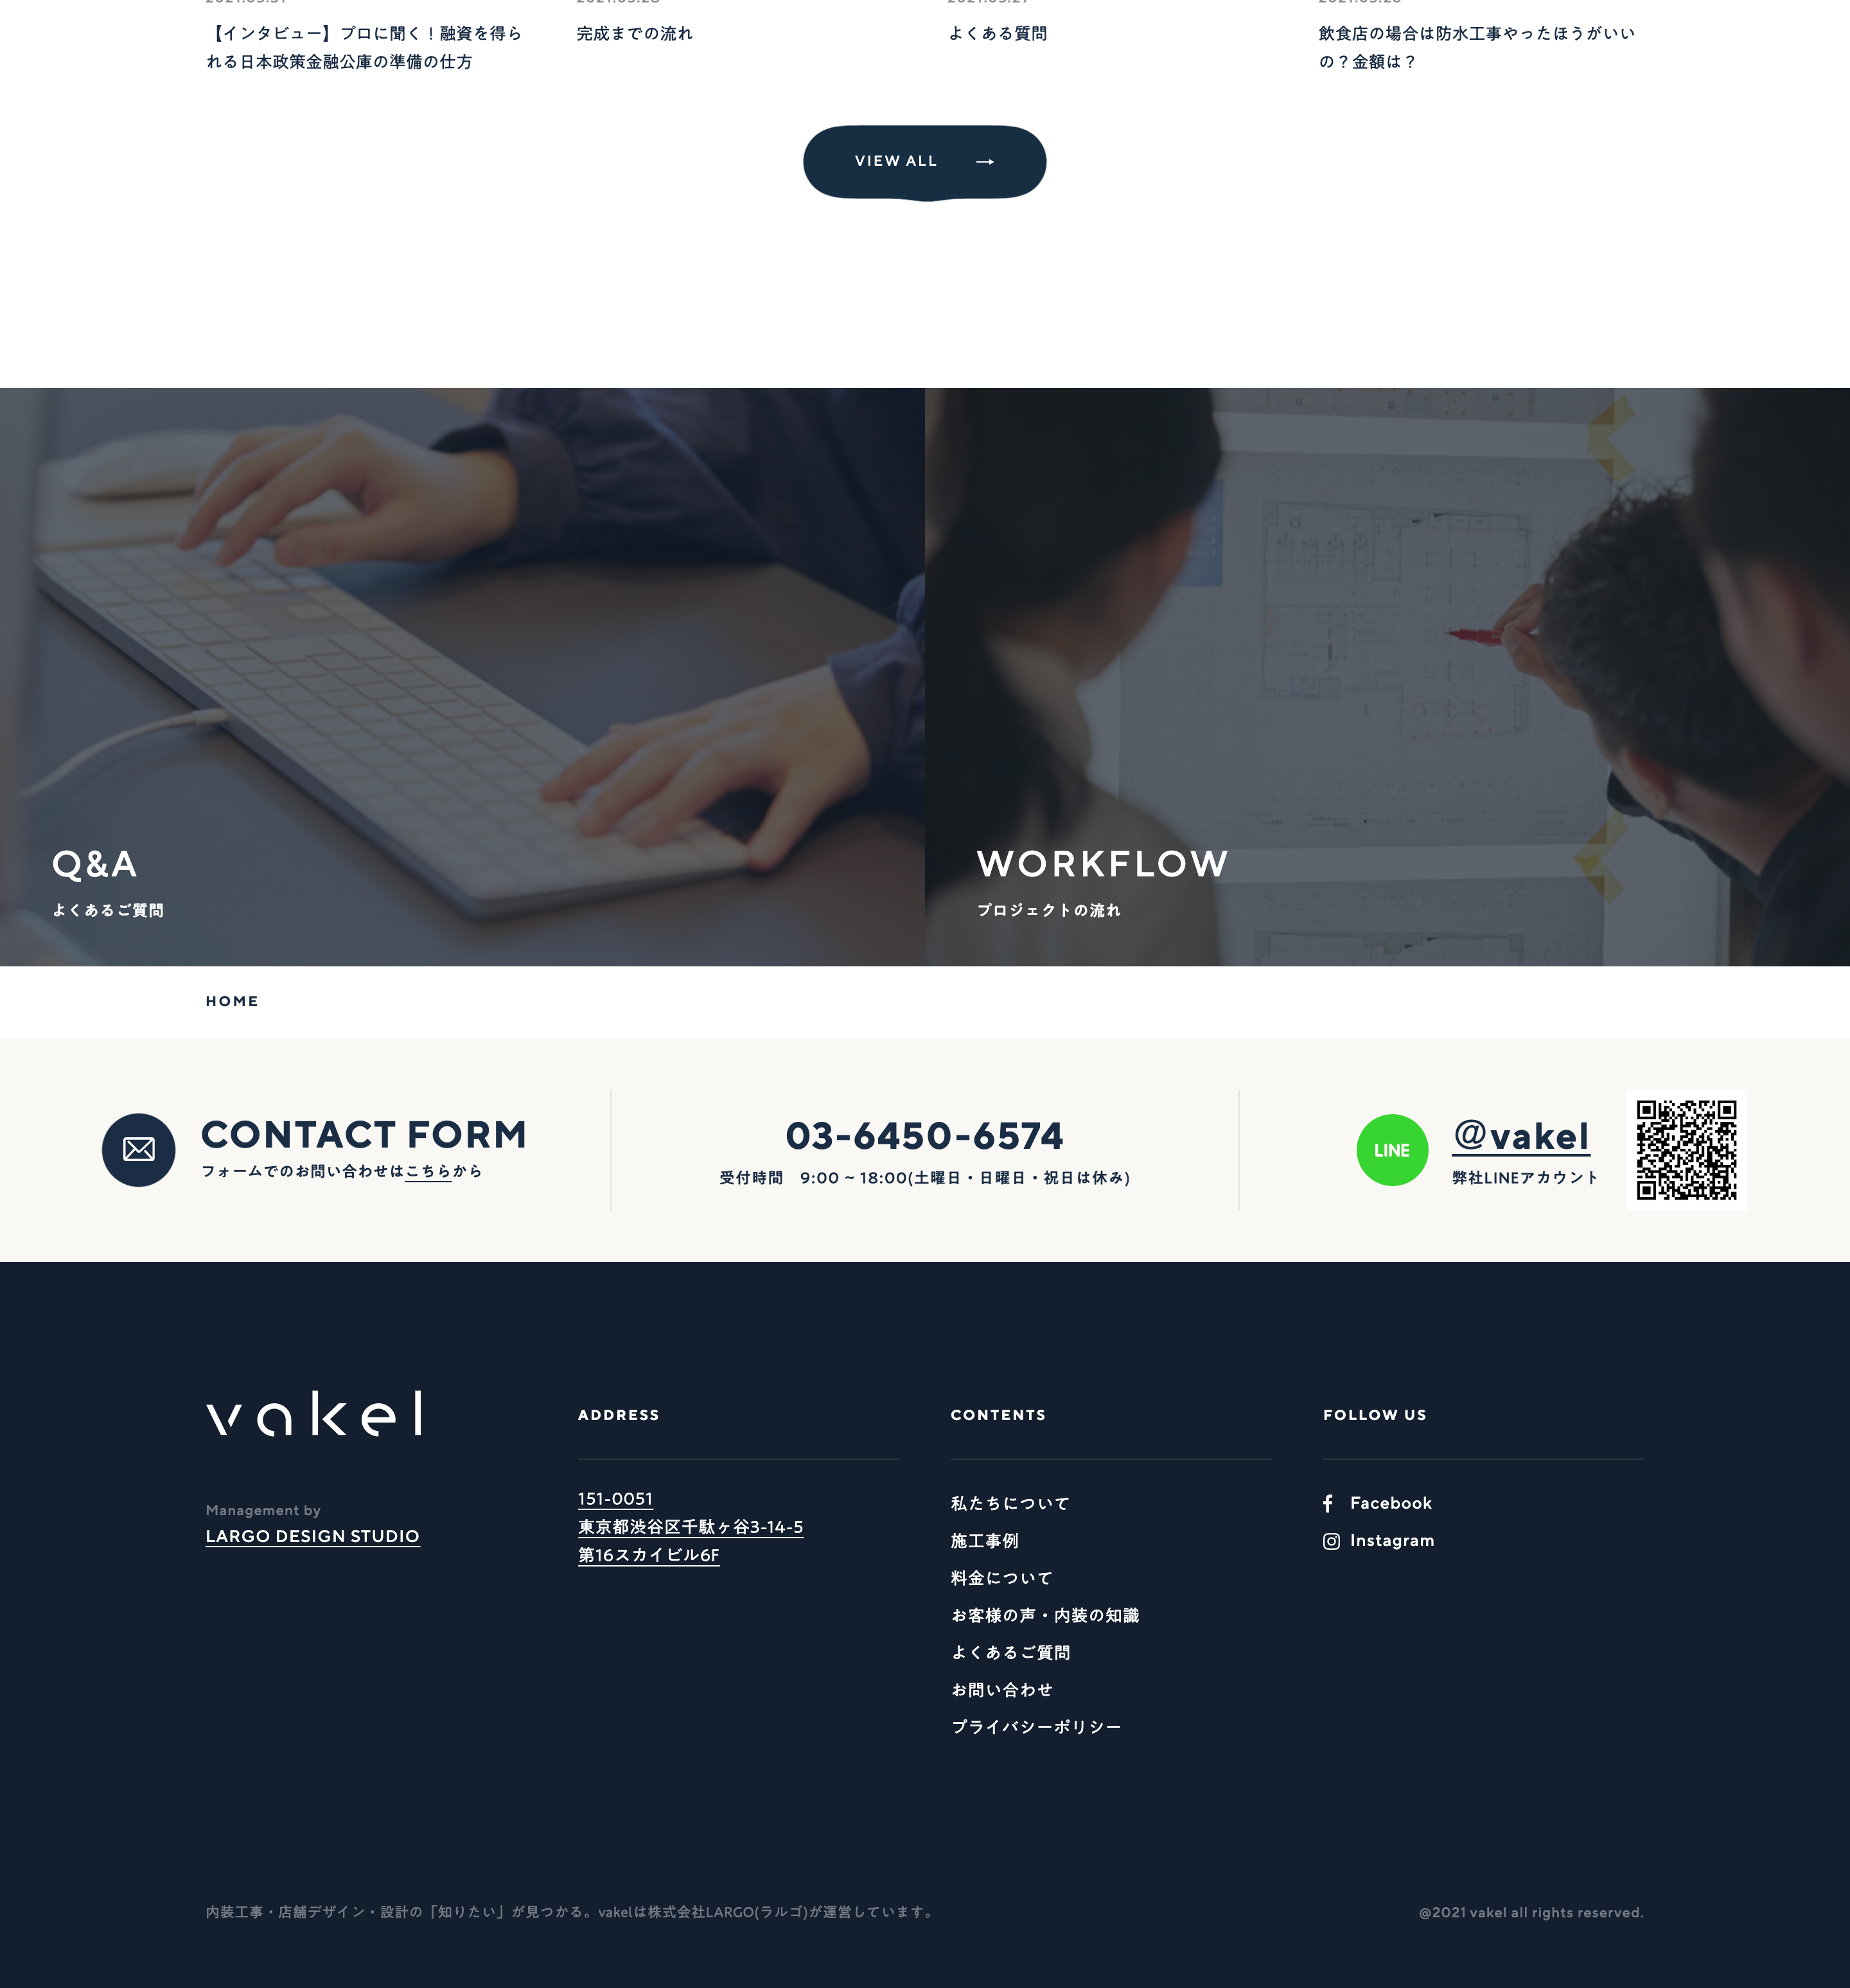 【インタビュー】プロに聞く！融資を得ら
れる日本政策金融公庫の準備の仕方
完成までの流れ
よくある質問
飲食店の場合は防水工事やったほうがいい
の？金額は？
VIEW ALL
Q&A
よくあるご質問
WORKFLOW
プロジェクトの流れ
HOME
CONTACT FORM
フォームでのお問い合わせはこちらから
03-6450-6574
受付時間　9:00 ~ 18:00(土曜日・日曜日・祝日は休み)
LINE
@vakel
弊社LINEアカウント
vakel
Management by
LARGO DESIGN STUDIO
ADDRESS
151-0051
東京都渋谷区千駄ヶ谷3-14-5
第16スカイビル6F
CONTENTS
私たちについて
施工事例
料金について
お客様の声・内装の知識
よくあるご質問
お問い合わせ
プライバシーポリシー
FOLLOW US
Facebook
Instagram
内装工事・店舗デザイン・設計の「知りたい」が見つかる。vakelは株式会社LARGO(ラルゴ)が運営しています。
@2021 vakel all rights reserved.